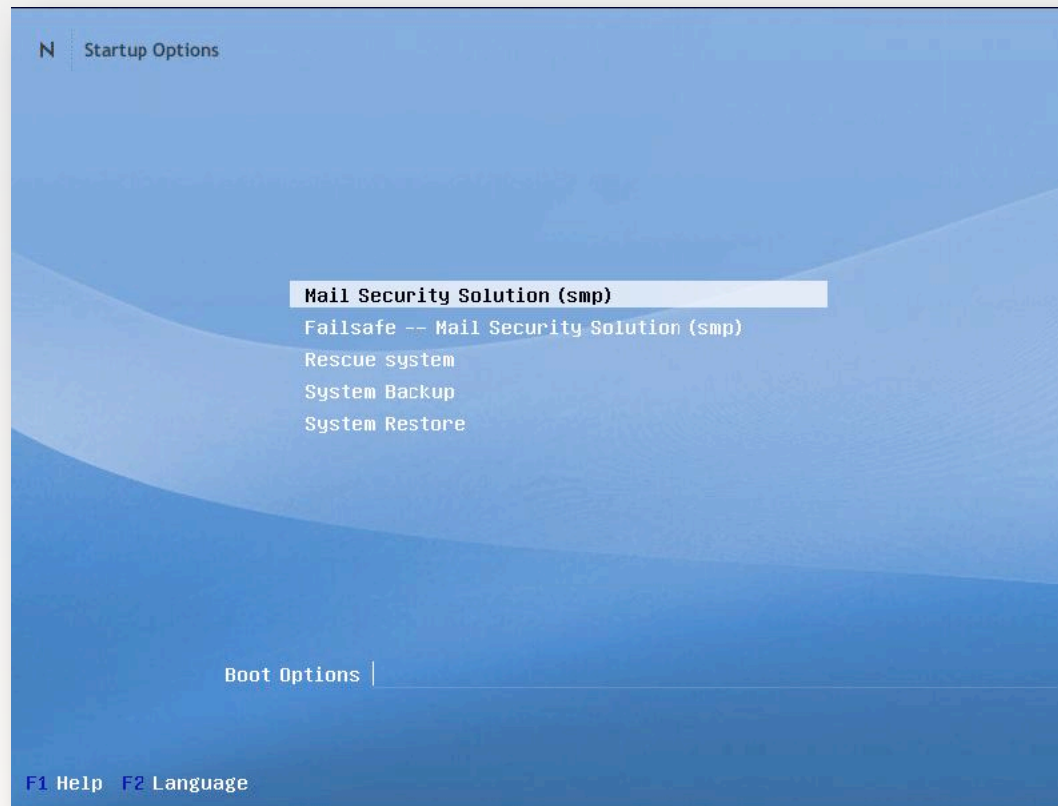 N Startup Options
Mail Security Solution (smp)
Failsafe -- Mail Security Solution (smp)
Rescue system
System Backup
System Restore
Boot Options
F1 Help F2 Language